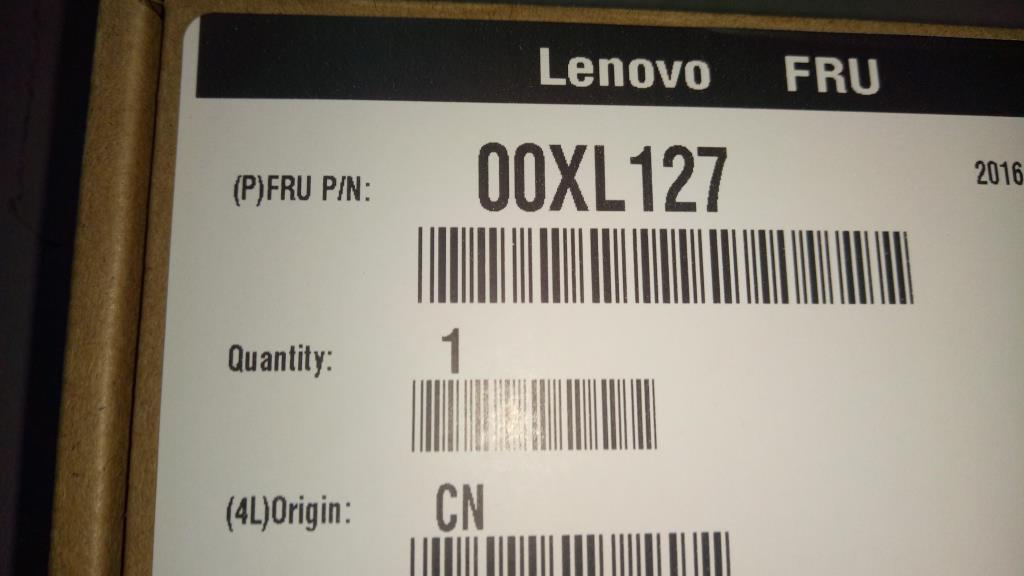 Lenovo FRU
(P)FRU P/N: 00XL127
2016
Quantity: 1
(4L)Origin: CN